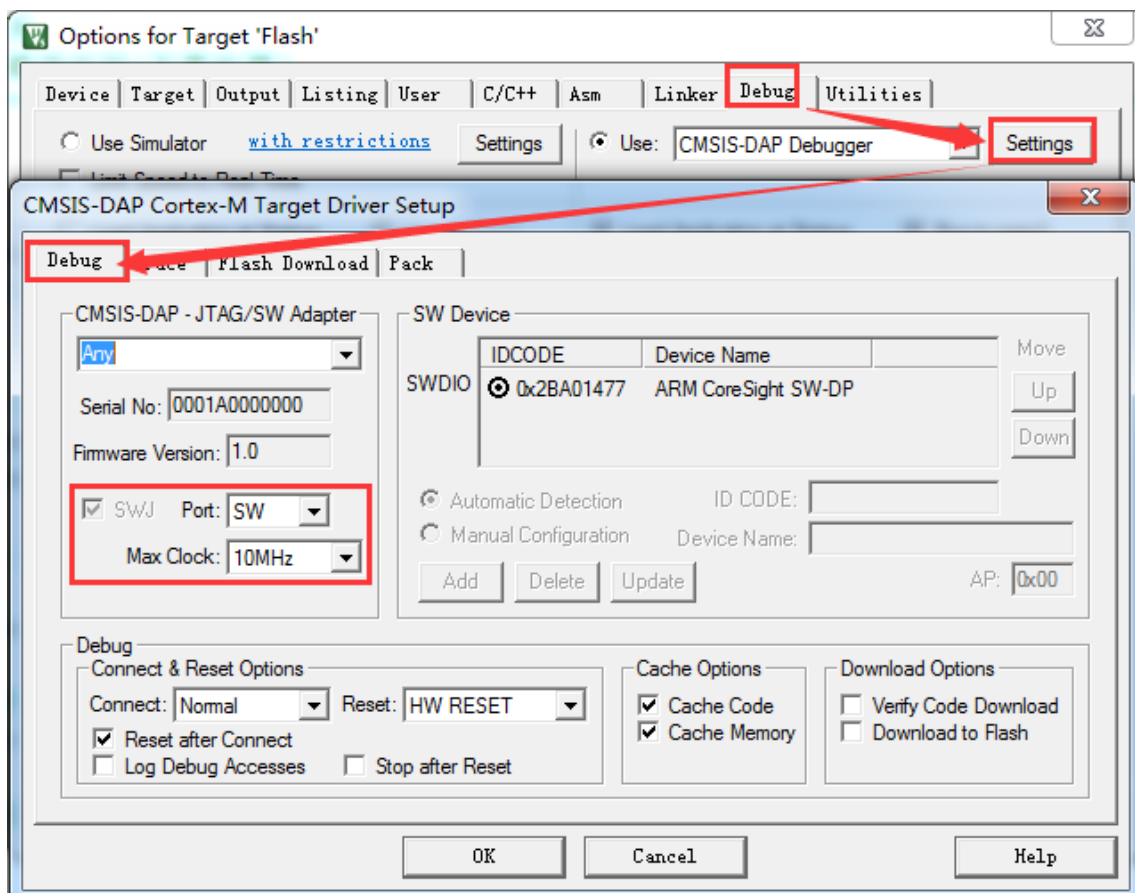 Options for Target 'Flash'
Device Target Output Listing User C/C++ Asm Linker Debug Utilities
Use Simulator with restrictions Settings Use: CMSIS-DAP Debugger Settings
CMSIS-DAP Cortex-M Target Driver Setup
Debug Flash Download Pack
CMSIS-DAP - JTAG/SW Adapter
Any
Serial No: 0001A0000000
Firmware Version: 1.0
SWJ Port: SW
Max Clock: 10MHz
SW Device
IDCODE Device Name
SWDIO 0x2BA01477 ARM CoreSight SW-DP
Move
Up
Down
Automatic Detection ID CODE:
Manual Configuration Device Name:
Add Delete Update AP: 0x00
Debug
Connect & Reset Options
Connect: Normal Reset: HW RESET
Reset after Connect
Log Debug Accesses Stop after Reset
Cache Options
Cache Code
Cache Memory
Download Options
Verify Code Download
Download to Flash
OK Cancel Help